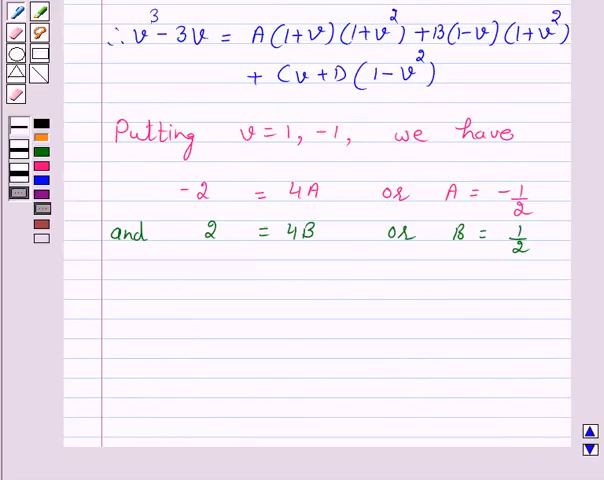 ∴ v³ - 3v = A(1+v)(1+v²) + B(1-v)(1+v²)
+ Cv + D(1-v²)
Putting v = 1, -1, we have
-2 = 4A or A = -1/2
and 2 = 4B or B = 1/2